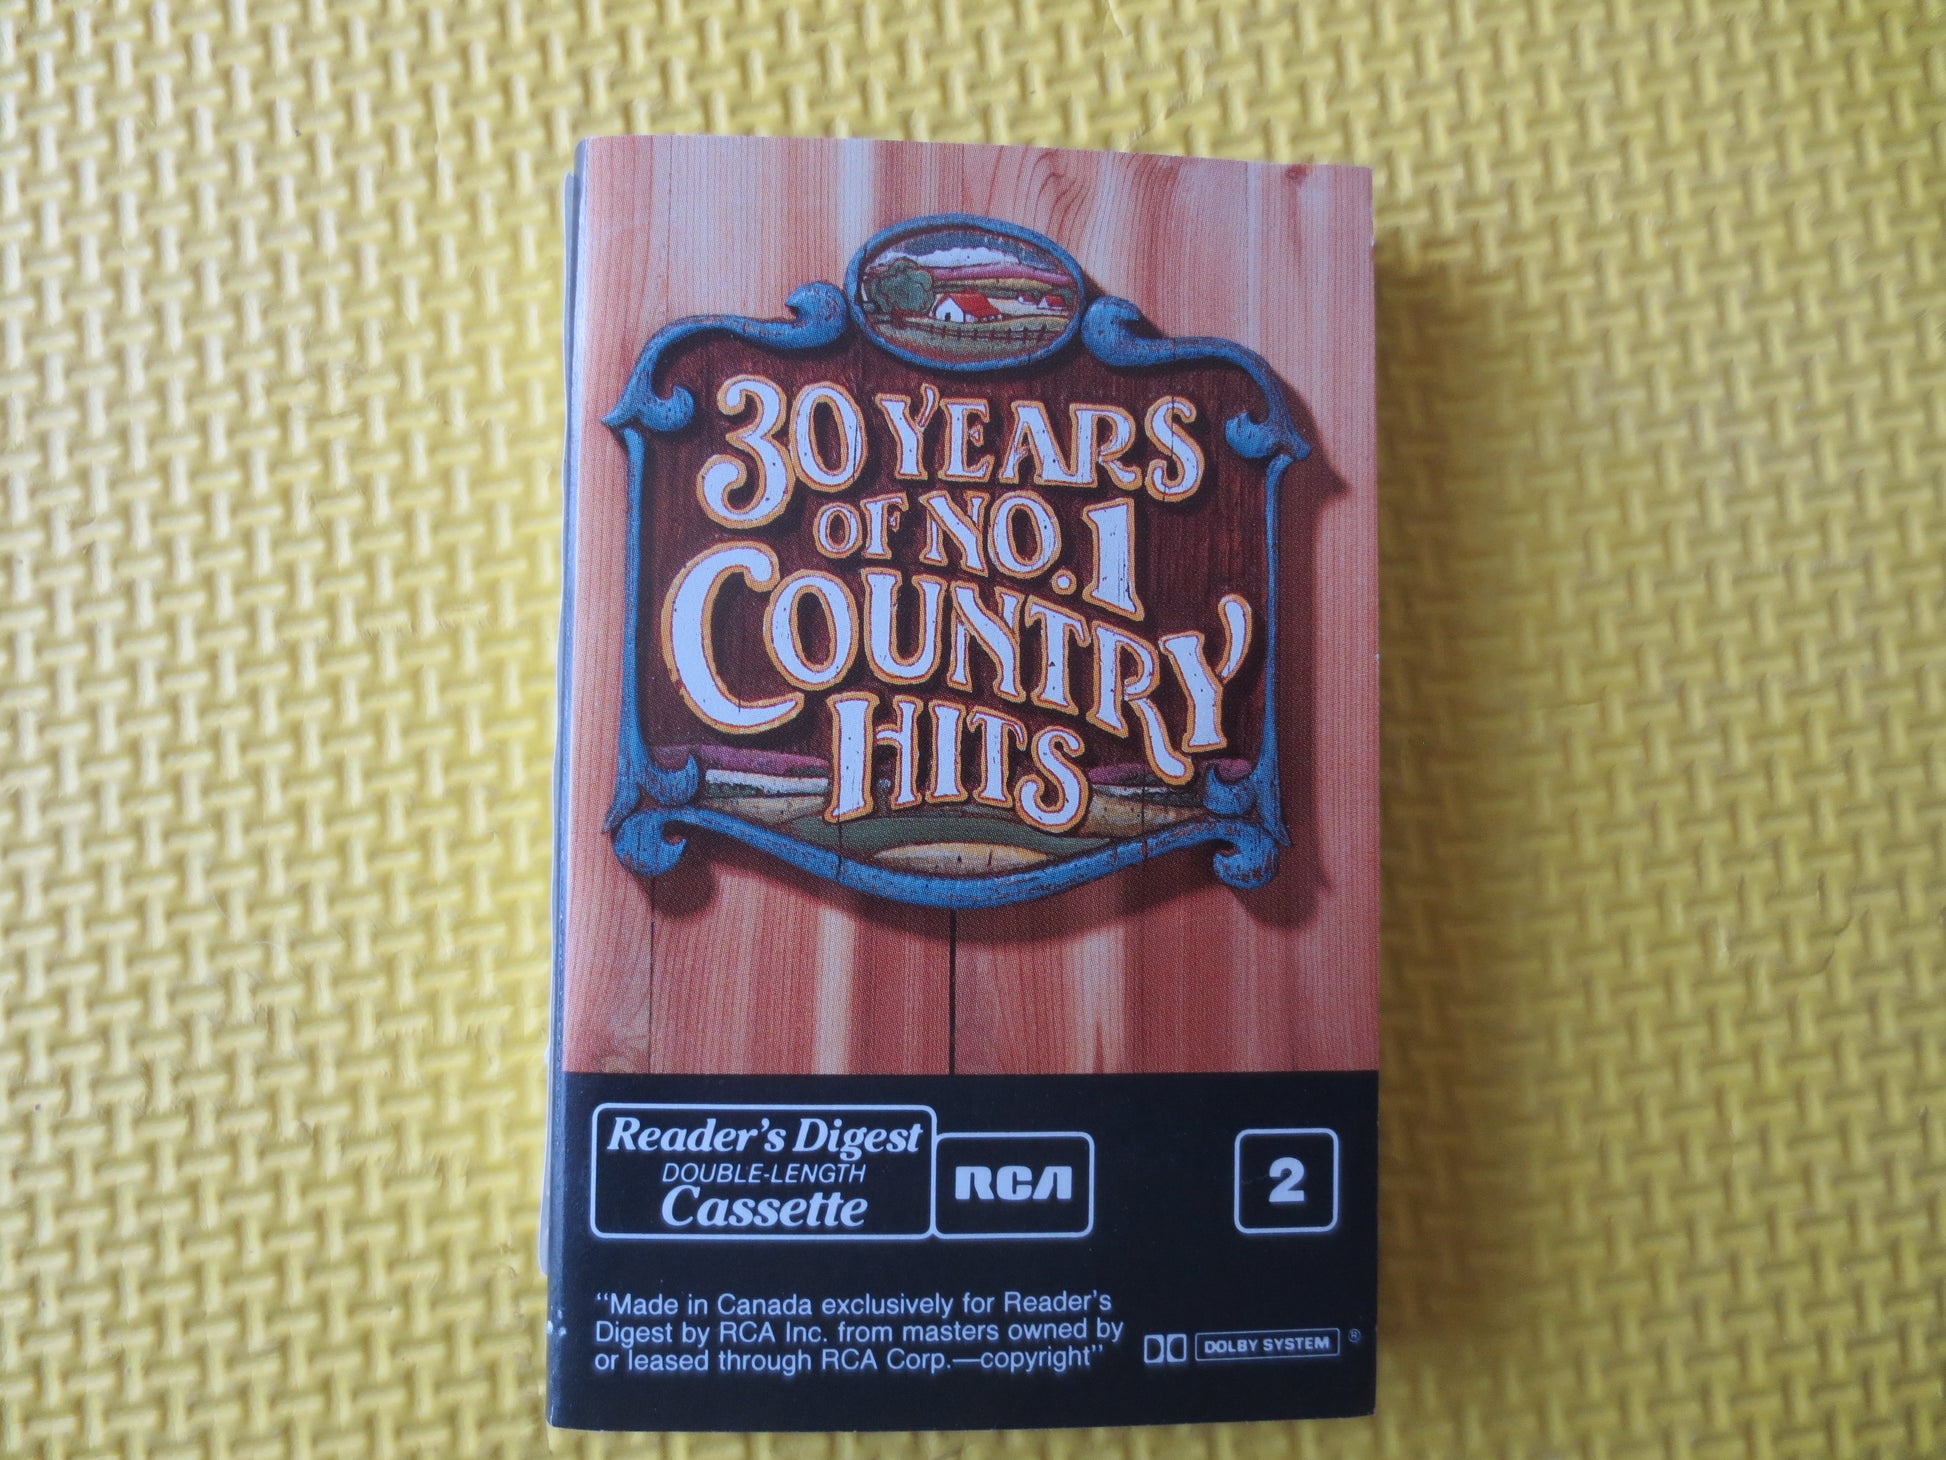 30 YEARS
OF NO. 1
COUNTRY
HITS
Reader's Digest
DOUBLE-LENGTH
Cassette
RCA
2
"Made in Canada exclusively for Reader's
Digest by RCA Inc. from masters owned by
or leased through RCA Corp.—copyright"
DOLBY SYSTEM ®